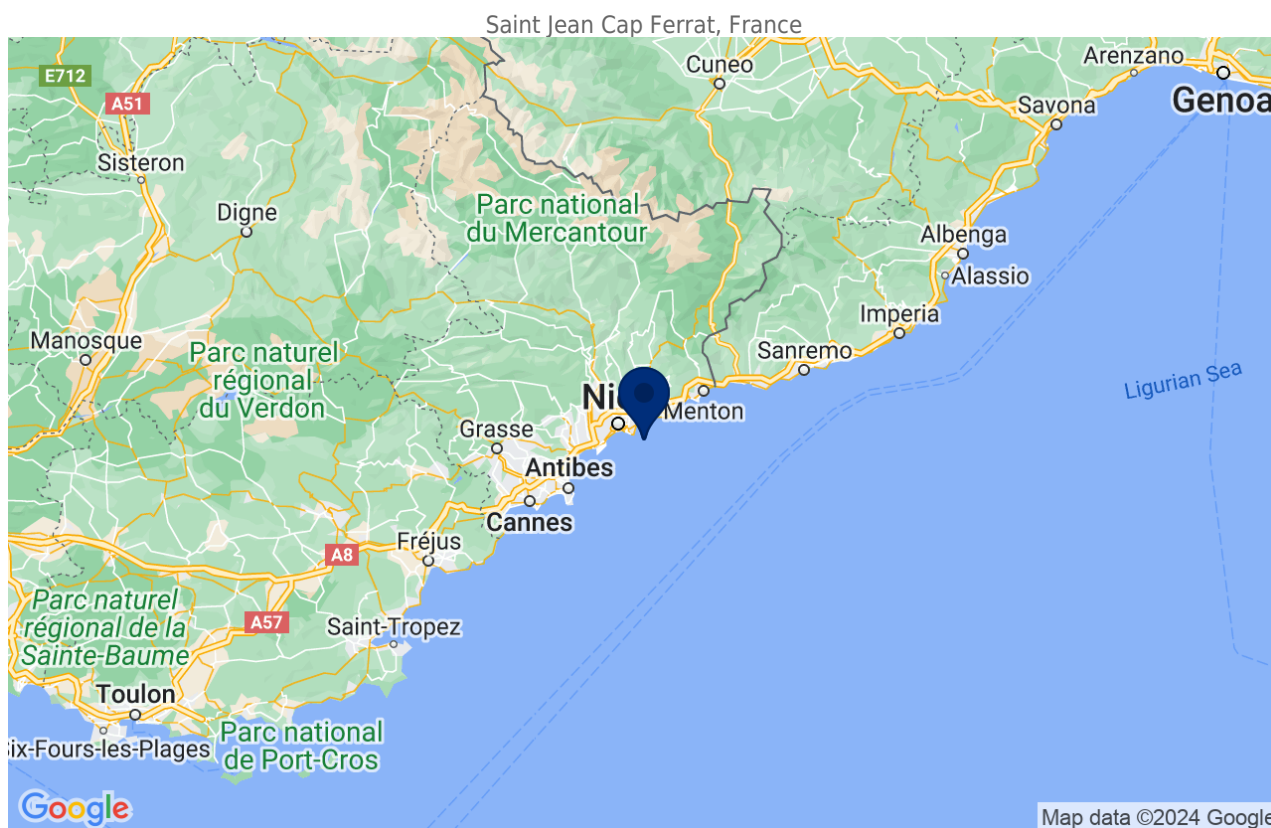 Saint Jean Cap Ferrat, France
Cuneo
Arenzano
E712
A51
Genoa
Savona
Sisteron
Parc national
du Mercantour
Digne
Albenga
Alassio
Imperia
Manosque
Parc naturel
régional
du Verdon
Sanremo
Ligurian Sea
Ni
Menton
Grasse
Antibes
Cannes
Fréjus
A8
Parc naturel
régional de la
Sainte-Baume
A57
Saint-Tropez
Toulon
Six-Fours-les-Plages
Parc national
de Port-Cros
Google
Map data ©2024 Google